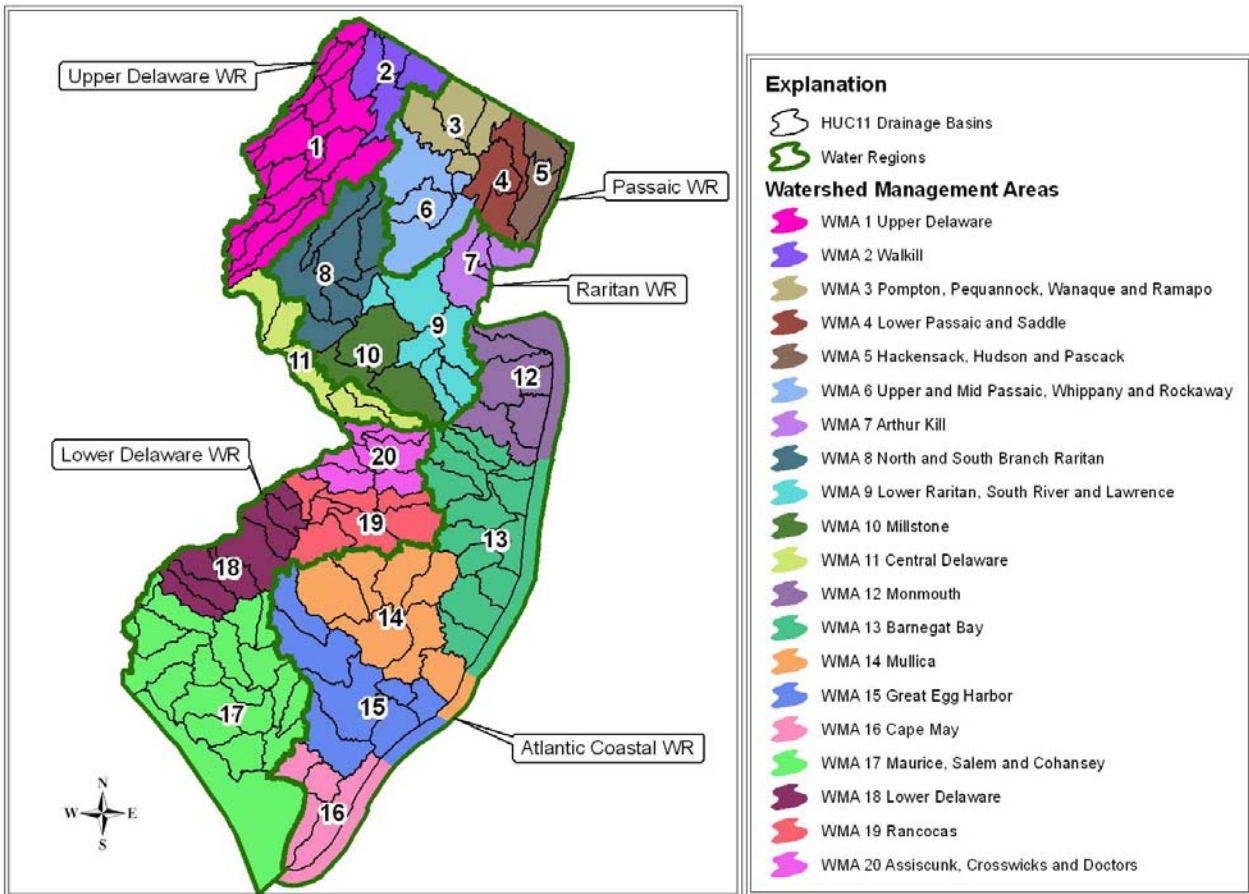 Upper Delaware WR
2
3
1
4
5
Passaic WR
6
7
8
Raritan WR
9
10
11
12
Lower Delaware WR
20
19
13
18
14
17
15
Atlantic Coastal WR
16
N
W E
S
Explanation
HUC11 Drainage Basins
Water Regions
Watershed Management Areas
WMA 1 Upper Delaware
WMA 2 Walkill
WMA 3 Pompton, Pequannock, Wanaque and Ramapo
WMA 4 Lower Passaic and Saddle
WMA 5 Hackensack, Hudson and Pascack
WMA 6 Upper and Mid Passaic, Whippany and Rockaway
WMA 7 Arthur Kill
WMA 8 North and South Branch Raritan
WMA 9 Lower Raritan, South River and Lawrence
WMA 10 Millstone
WMA 11 Central Delaware
WMA 12 Monmouth
WMA 13 Barnegat Bay
WMA 14 Mullica
WMA 15 Great Egg Harbor
WMA 16 Cape May
WMA 17 Maurice, Salem and Cohansey
WMA 18 Lower Delaware
WMA 19 Rancocas
WMA 20 Assiscunk, Crosswicks and Doctors